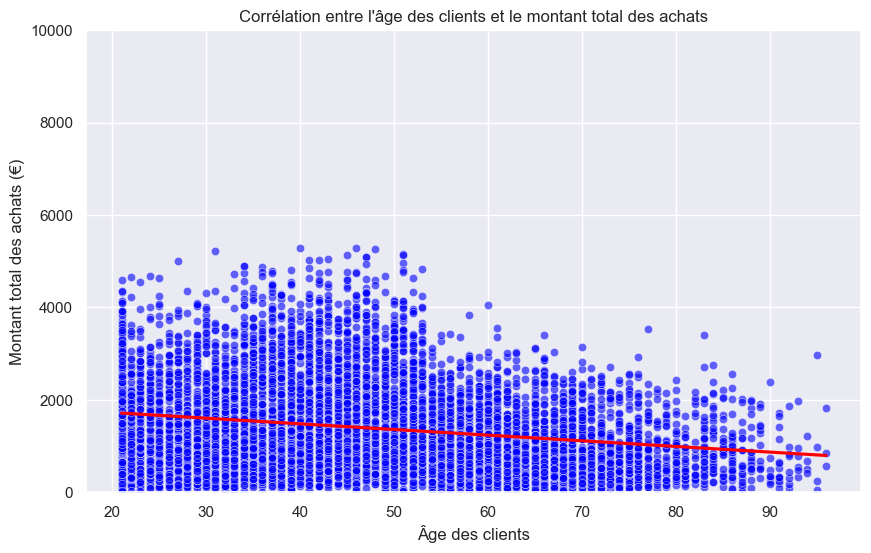 Corrélation entre l'âge des clients et le montant total des achats
10000
8000
6000
4000
2000
0
Montant total des achats (€)
20 30 40 50 60 70 80 90
Âge des clients